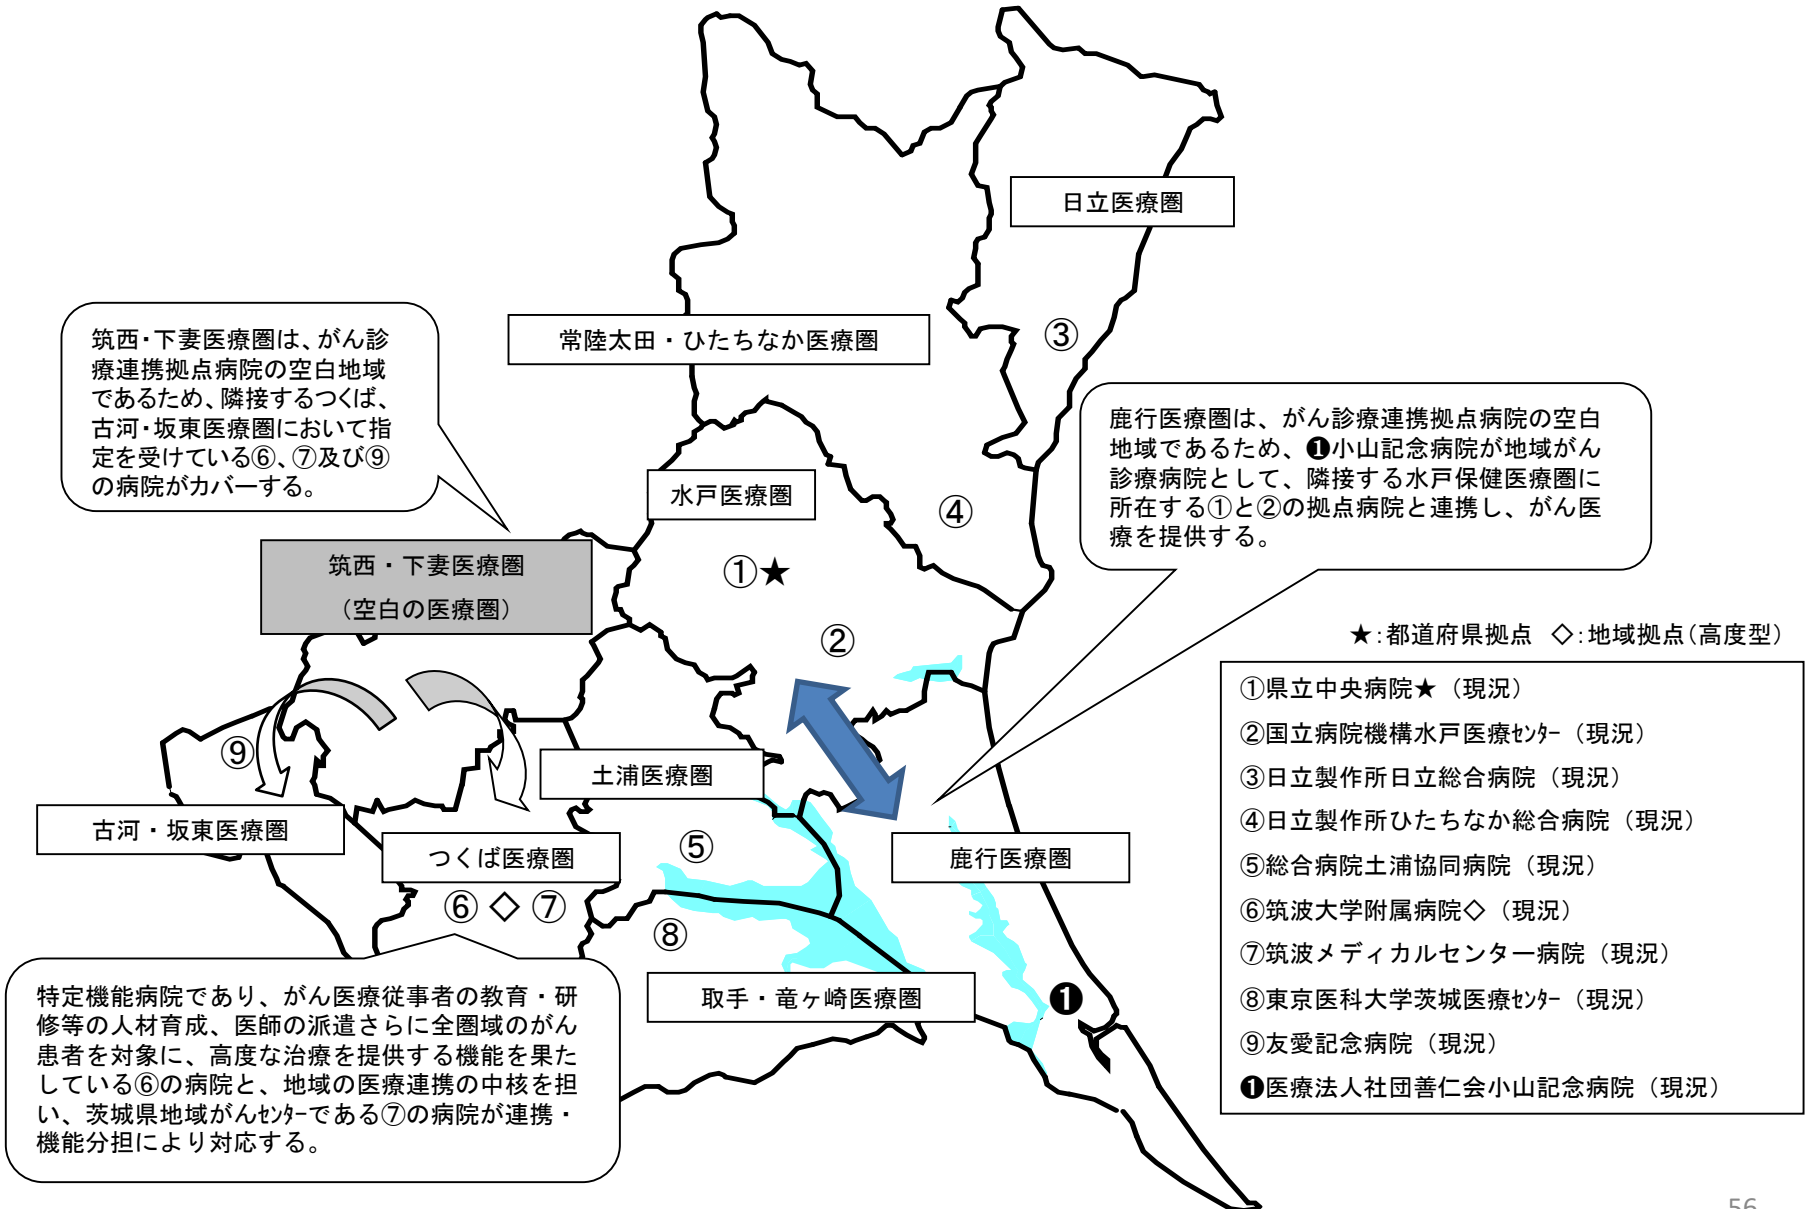 日立医療圏
常陸太田・ひたちなか医療圏
③
筑西・下妻医療圏は、がん診
療連携拠点病院の空白地域
であるため、隣接するつくば、
古河・坂東医療圏において指
定を受けている⑥、⑦及び⑨
の病院がカバーする。
鹿行医療圏は、がん診療連携拠点病院の空白
地域であるため、❶小山記念病院が地域がん
診療病院として、隣接する水戸保健医療圏に
所在する①と②の拠点病院と連携し、がん医
療を提供する。
水戸医療圏
④
筑西・下妻医療圏
（空白の医療圏）
①★
②
★：都道府県拠点 ◇：地域拠点（高度型）
①県立中央病院★（現況）
②国立病院機構水戸医療ｾﾝﾀｰ（現況）
③日立製作所日立総合病院（現況）
④日立製作所ひたちなか総合病院（現況）
⑤総合病院土浦協同病院（現況）
⑥筑波大学附属病院◇（現況）
⑦筑波メディカルセンター病院（現況）
⑧東京医科大学茨城医療ｾﾝﾀｰ（現況）
⑨友愛記念病院（現況）
❶医療法人社団善仁会小山記念病院（現況）
⑨
土浦医療圏
古河・坂東医療圏
つくば医療圏
⑤
鹿行医療圏
⑥◇⑦
⑧
取手・竜ヶ崎医療圏
❶
特定機能病院であり、がん医療従事者の教育・研
修等の人材育成、医師の派遣さらに全圏域のがん
患者を対象に、高度な治療を提供する機能を果た
している⑥の病院と、地域の医療連携の中核を担
い、茨城県地域がんｾﾝﾀｰである⑦の病院が連携・
機能分担により対応する。
56